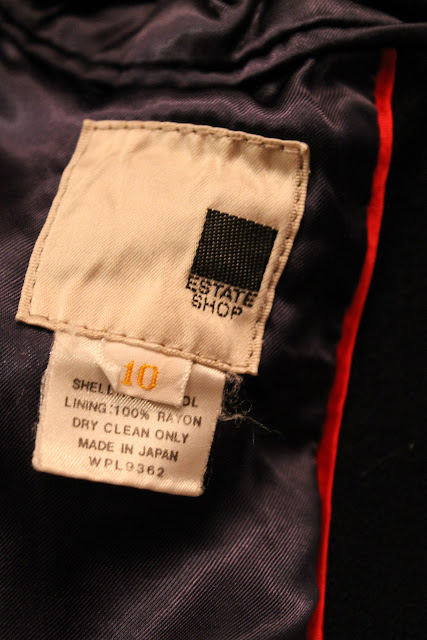 ESTATE
SHOP
10
SHELL
LINING:100% RAYON
DRY CLEAN ONLY
MADE IN JAPAN
WPL9362